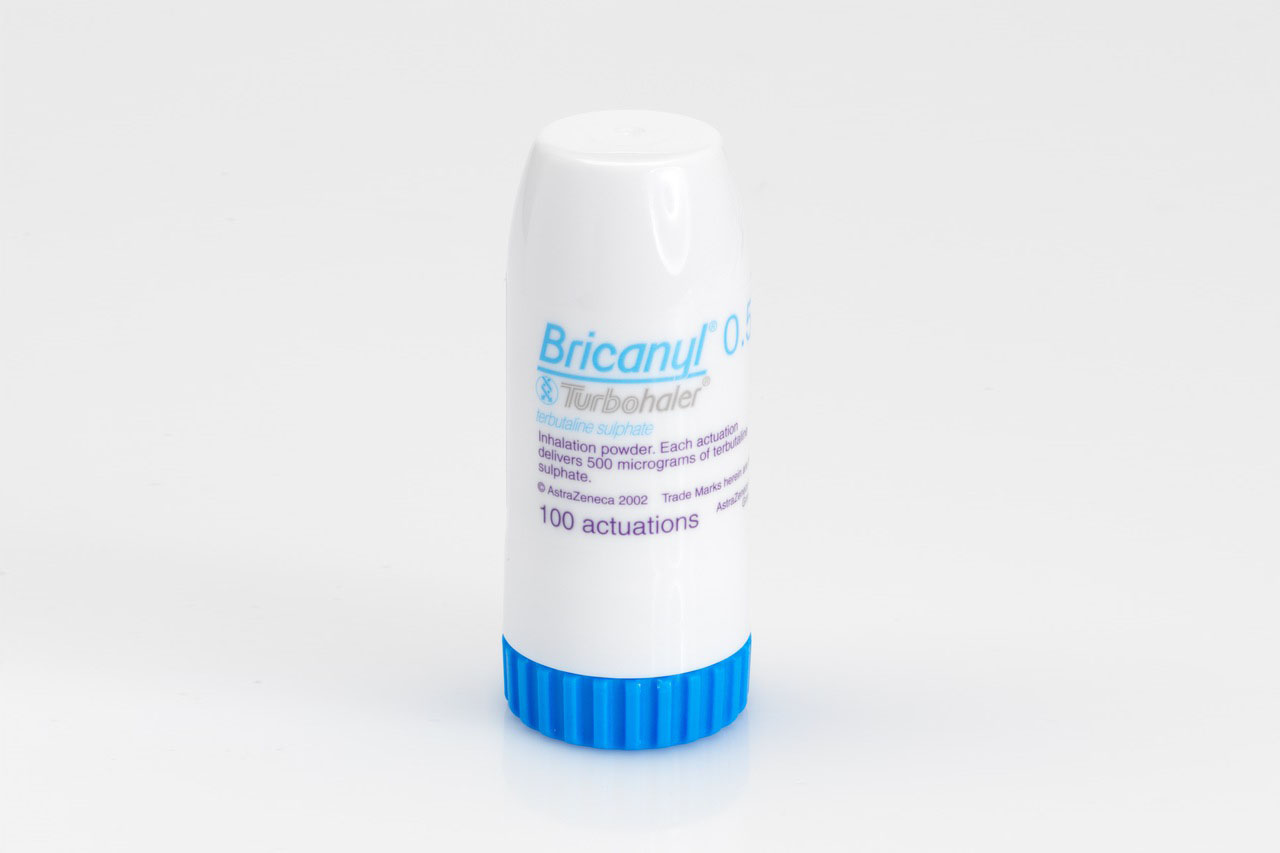 Bricanyl® 0.5
Turbohaler®
terbutaline sulphate
Inhalation powder. Each actuation
delivers 500 micrograms of terbutaline
sulphate.
© AstraZeneca 2002 Trade Marks herein
100 actuations